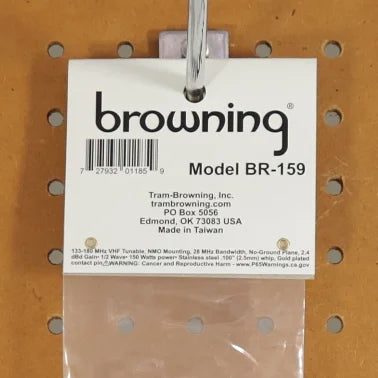 browning®
7 27932 01185 9
Model BR-159
Tram-Browning, Inc.
trambrowning.com
PO Box 5056
Edmond, OK 73083 USA
Made in Taiwan
133-180 MHz VHF Tunable, NMO Mounting, 28 MHz Bandwidth, No-Ground Plane, 2.4
dBd Gain- 1/2 Wave- 150 Watts power- Stainless steel .100" (2.5mm) whip, Gold plated
contact pin⚠WARNING: Cancer and Reproductive Harm - www.P65Warnings.ca.gov